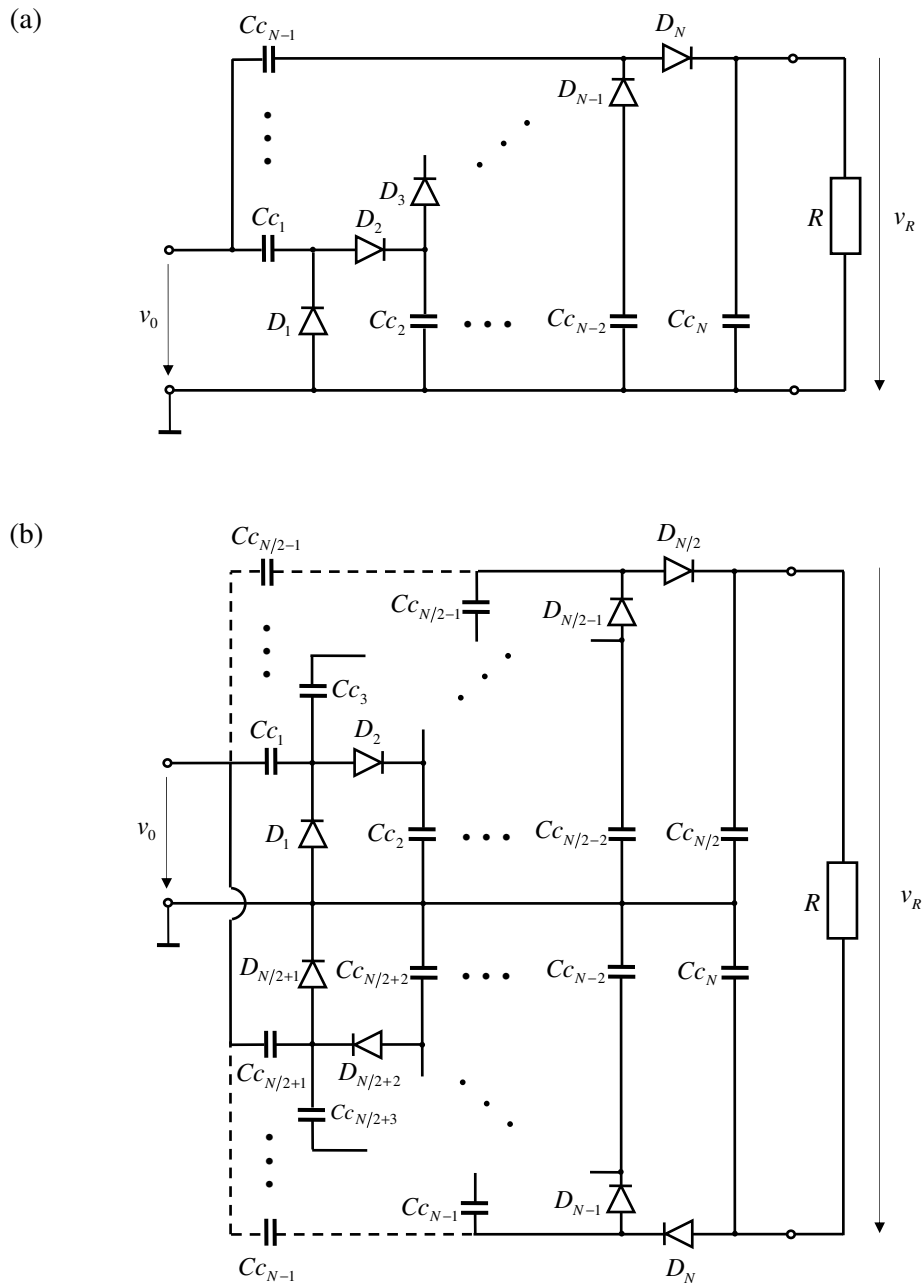 (a)
Cc_{N−1}
D_N
D_{N−1}
D_3
Cc_1
D_2
R
v_R
v_0
D_1
Cc_2
Cc_{N−2}
Cc_N
(b)
Cc_{N/2−1}
D_{N/2}
Cc_{N/2−1}
D_{N/2−1}
Cc_3
Cc_1
D_2
v_0
D_1
Cc_2
Cc_{N/2−2}
Cc_{N/2}
R
v_R
D_{N/2+1}
Cc_{N/2+2}
Cc_{N−2}
Cc_N
Cc_{N/2+1}
D_{N/2+2}
Cc_{N/2+3}
Cc_{N−1}
D_{N−1}
Cc_{N−1}
D_N